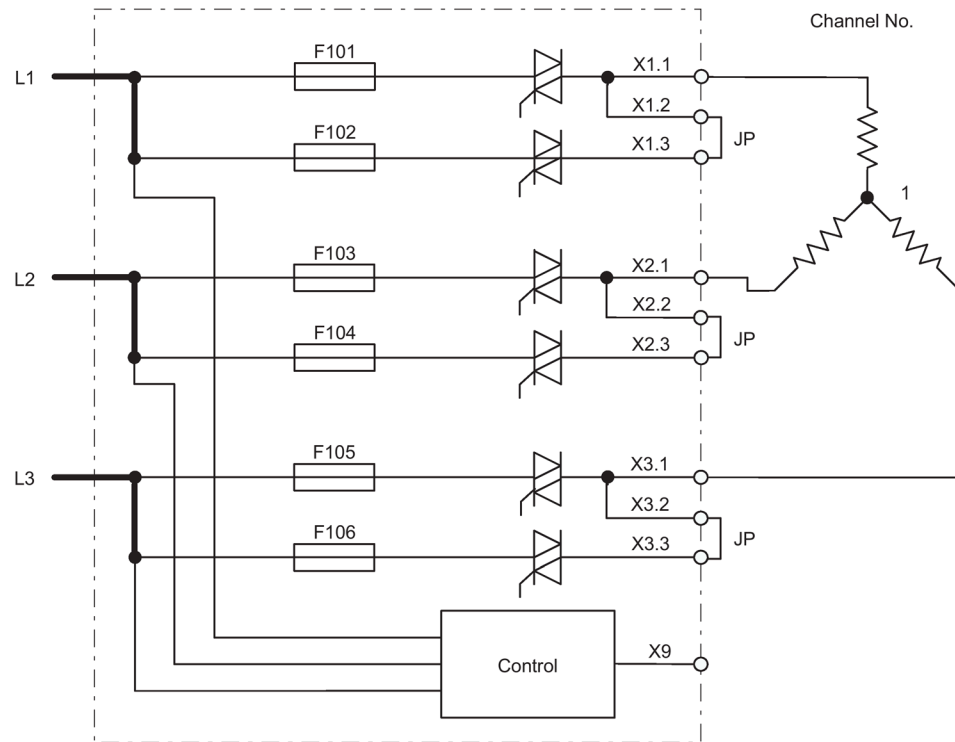 Channel No.
L1
F101
X1.1
X1.2
JP
F102
X1.3
1
L2
F103
X2.1
X2.2
JP
F104
X2.3
L3
F105
X3.1
X3.2
JP
F106
X3.3
Control
X9